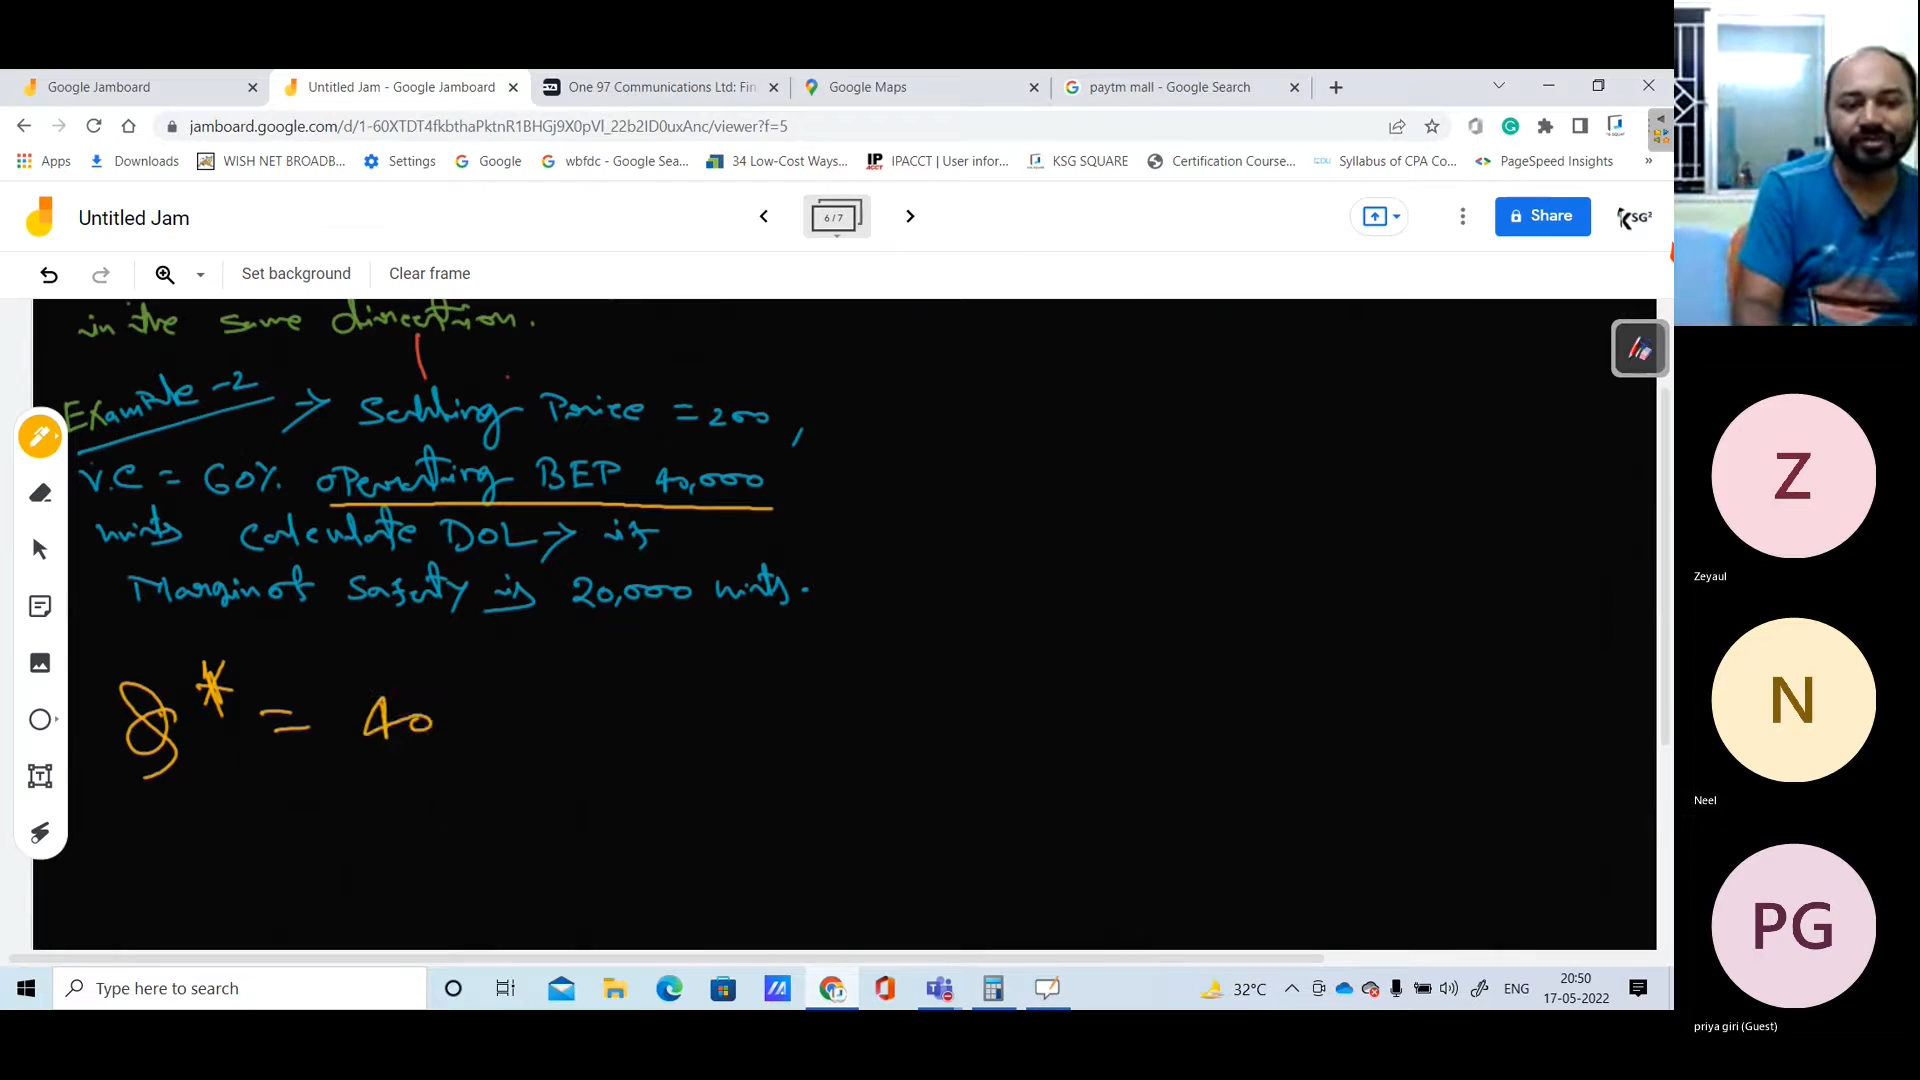 Google Jamboard
Untitled Jam - Google Jamboard
One 97 Communications Ltd: Fin
Google Maps
paytm mall - Google Search
jamboard.google.com/d/1-60XTDT4fkbthaPktnR1BHGj9X0pVl_22b2ID0uxAnc/viewer?f=5
Apps
Downloads
WISH NET BROADB...
Settings
Google
wbfdc - Google Sea...
34 Low-Cost Ways...
IPACCT | User infor...
KSG SQUARE
Certification Course...
Syllabus of CPA Co...
PageSpeed Insights
Untitled Jam
6 / 7
Share
KSG²
Set background
Clear frame
in the same direction.
Example -2 → Selling Price = 200,
V.C = 60% operating BEP 40,000
units Calculate DOL → if
Margin of Safety is 20,000 units.
Q* = 40
Z
Zeyaul
N
Neel
PG
priya giri (Guest)
Type here to search
32°C
ENG
20:50
17-05-2022